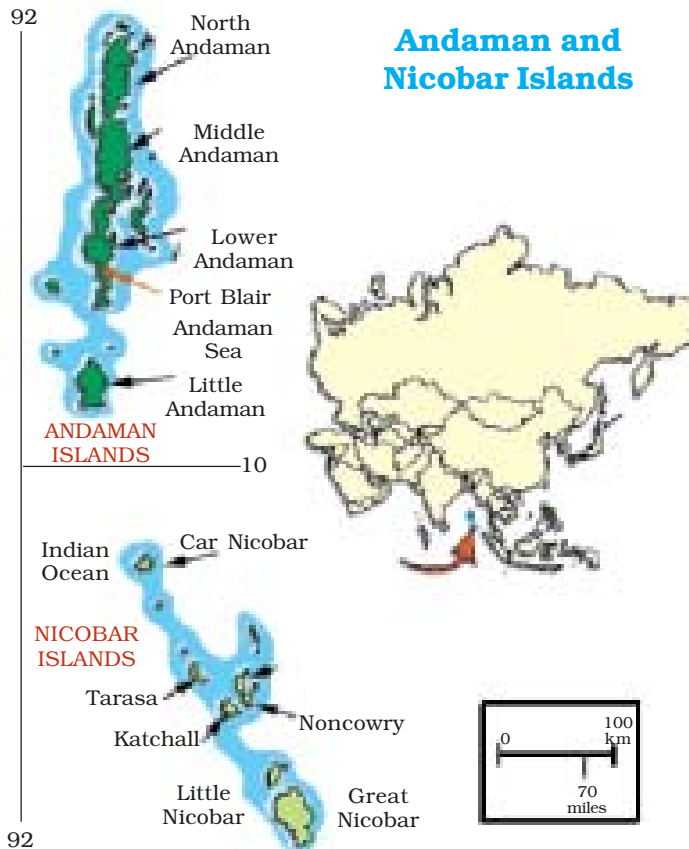 92
North
Andaman
Andaman and
Nicobar Islands
Middle
Andaman
Lower
Andaman
Port Blair
Andaman
Sea
Little
Andaman
ANDAMAN
ISLANDS
10
Indian
Ocean
Car Nicobar
NICOBAR
ISLANDS
Tarasa
Katchall
Noncowry
Little
Nicobar
Great
Nicobar
0
100
km
70
miles
92